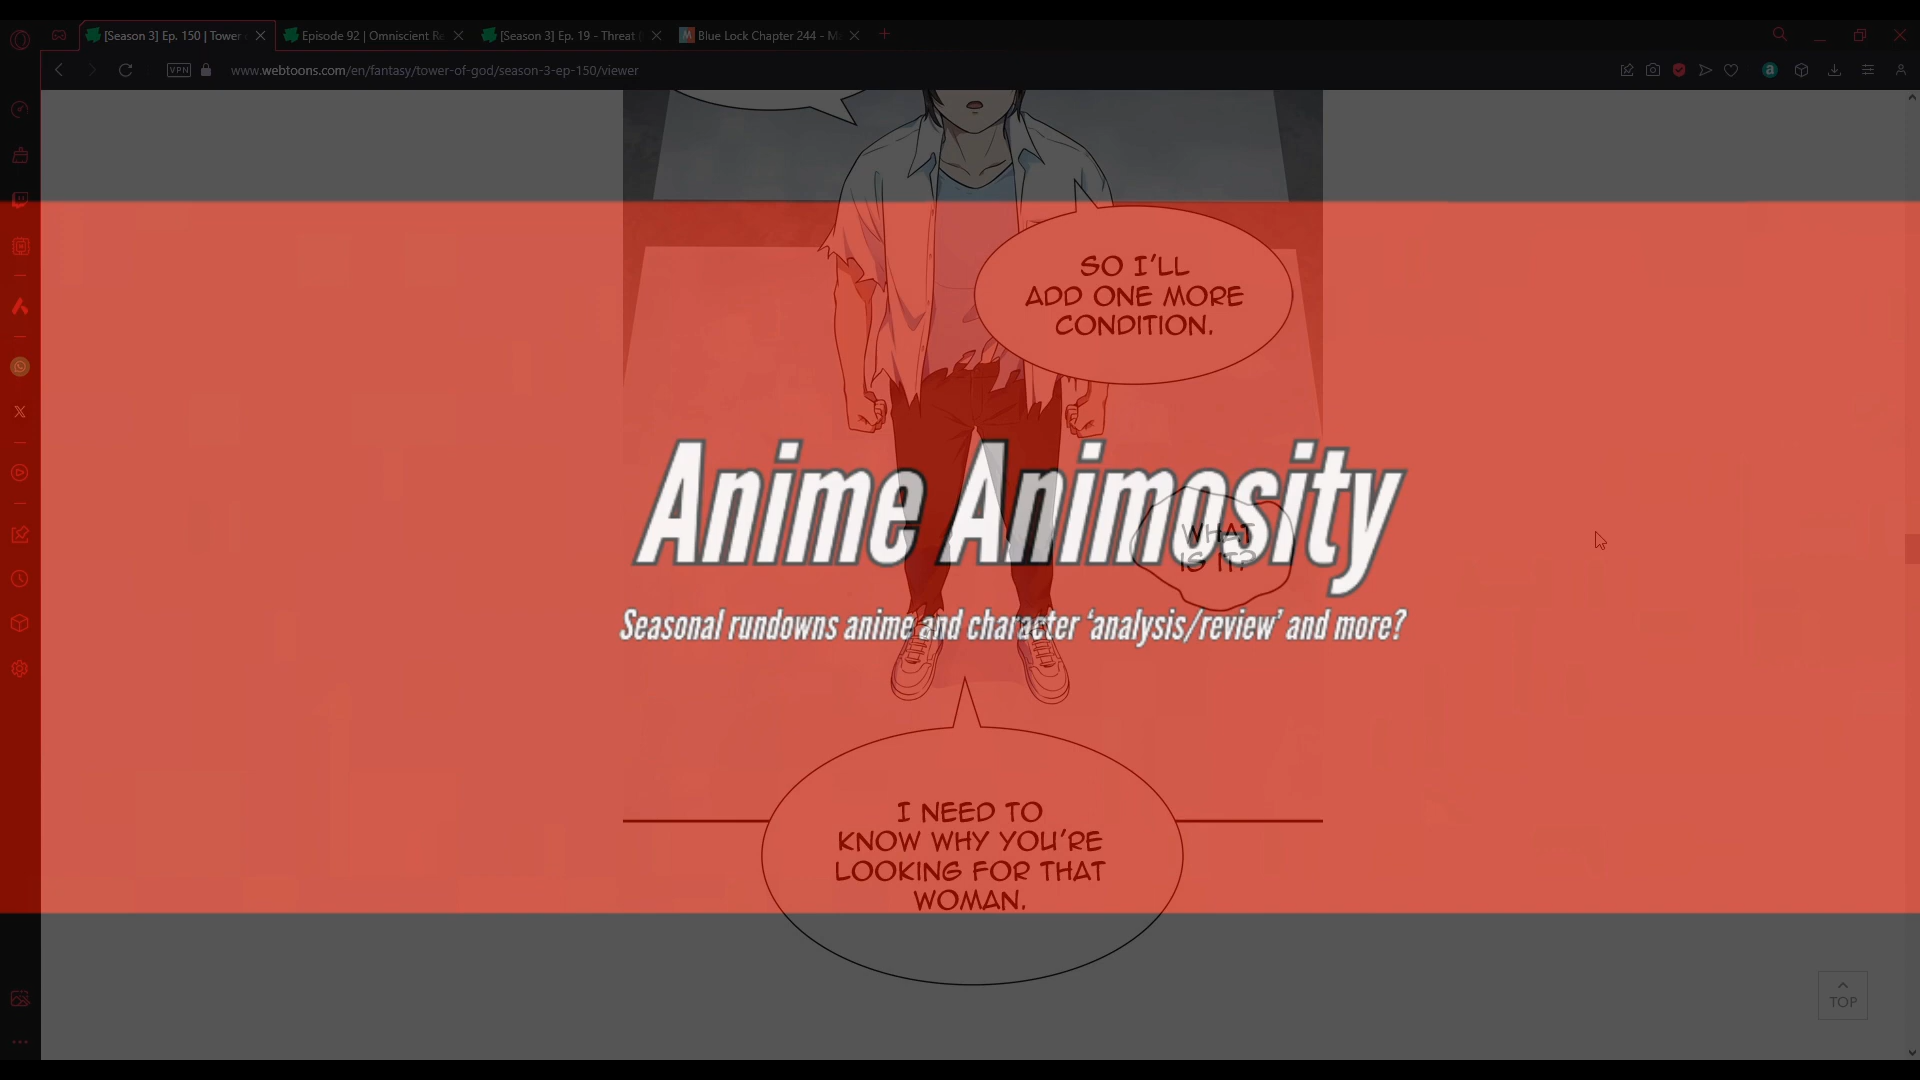 [Season 3] Ep. 150 | Tower
Episode 92 | Omniscient Re
[Season 3] Ep. 19 - Threat
Blue Lock Chapter 244 - M
VPN
www.webtoons.com/en/fantasy/tower-of-god/season-3-ep-150/viewer
SO I'LL
ADD ONE MORE
CONDITION.
Anime Animosity
WHAT
IS IT?
Seasonal rundowns anime and character 'analysis/review' and more?
I NEED TO
KNOW WHY YOU'RE
LOOKING FOR THAT
WOMAN.
TOP